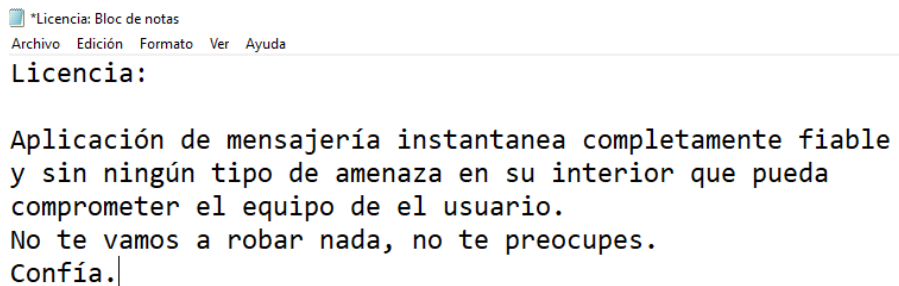 *Licencia: Bloc de notas
Archivo Edición Formato Ver Ayuda
Licencia:
Aplicación de mensajería instantanea completamente fiable
y sin ningún tipo de amenaza en su interior que pueda
comprometer el equipo de el usuario.
No te vamos a robar nada, no te preocupes.
Confía.